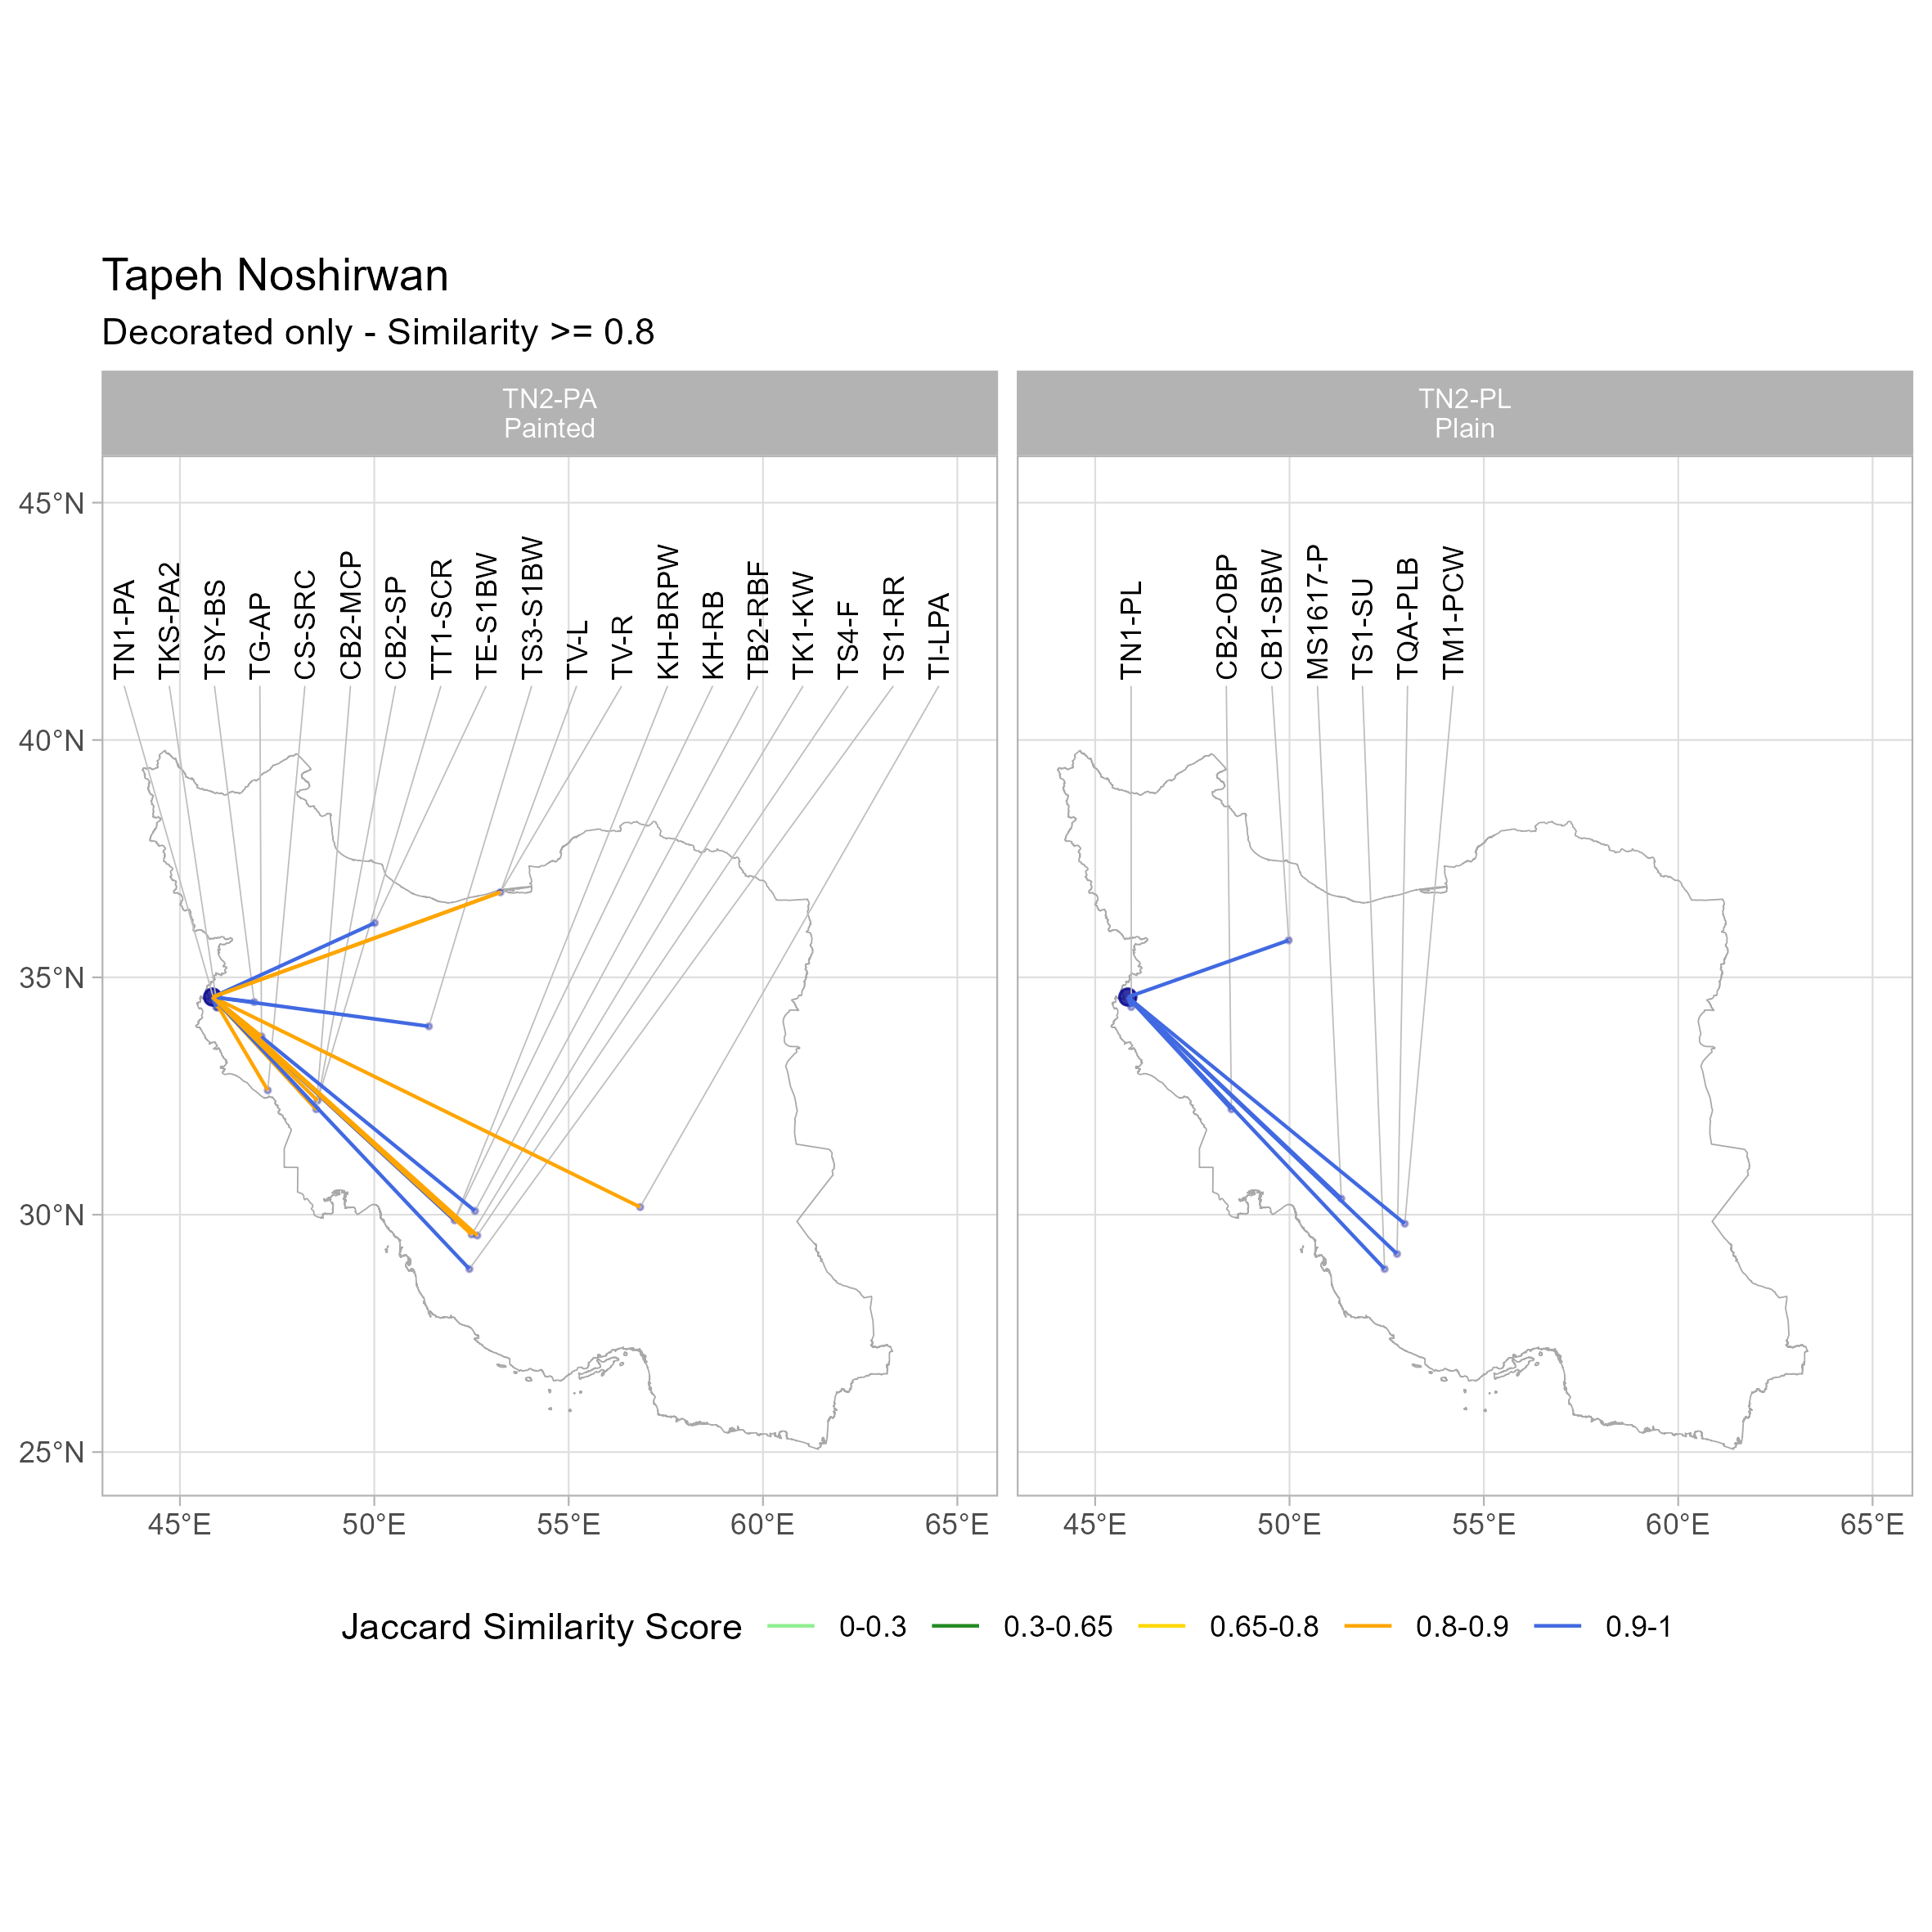 Tapeh Noshirwan
Decorated only - Similarity >= 0.8
TN2-PA
Painted
TN2-PL
Plain
45°N
40°N
35°N
30°N
25°N
TN1-PA
TKS-PA2
TSY-BS
TG-AP
CS-SRC
CB2-MCP
CB2-SP
TT1-SCR
TE-S1BW
TS3-S1BW
TV-L
TV-R
KH-BRPW
KH-RB
TB2-RBF
TK1-KW
TS4-F
TS1-RR
TI-LPA
TN1-PL
CB2-OBP
CB1-SBW
MS1617-P
TS1-SU
TQA-PLB
TM1-PCW
45°E 50°E 55°E 60°E 65°E
45°E 50°E 55°E 60°E 65°E
Jaccard Similarity Score 0-0.3 0.3-0.65 0.65-0.8 0.8-0.9 0.9-1